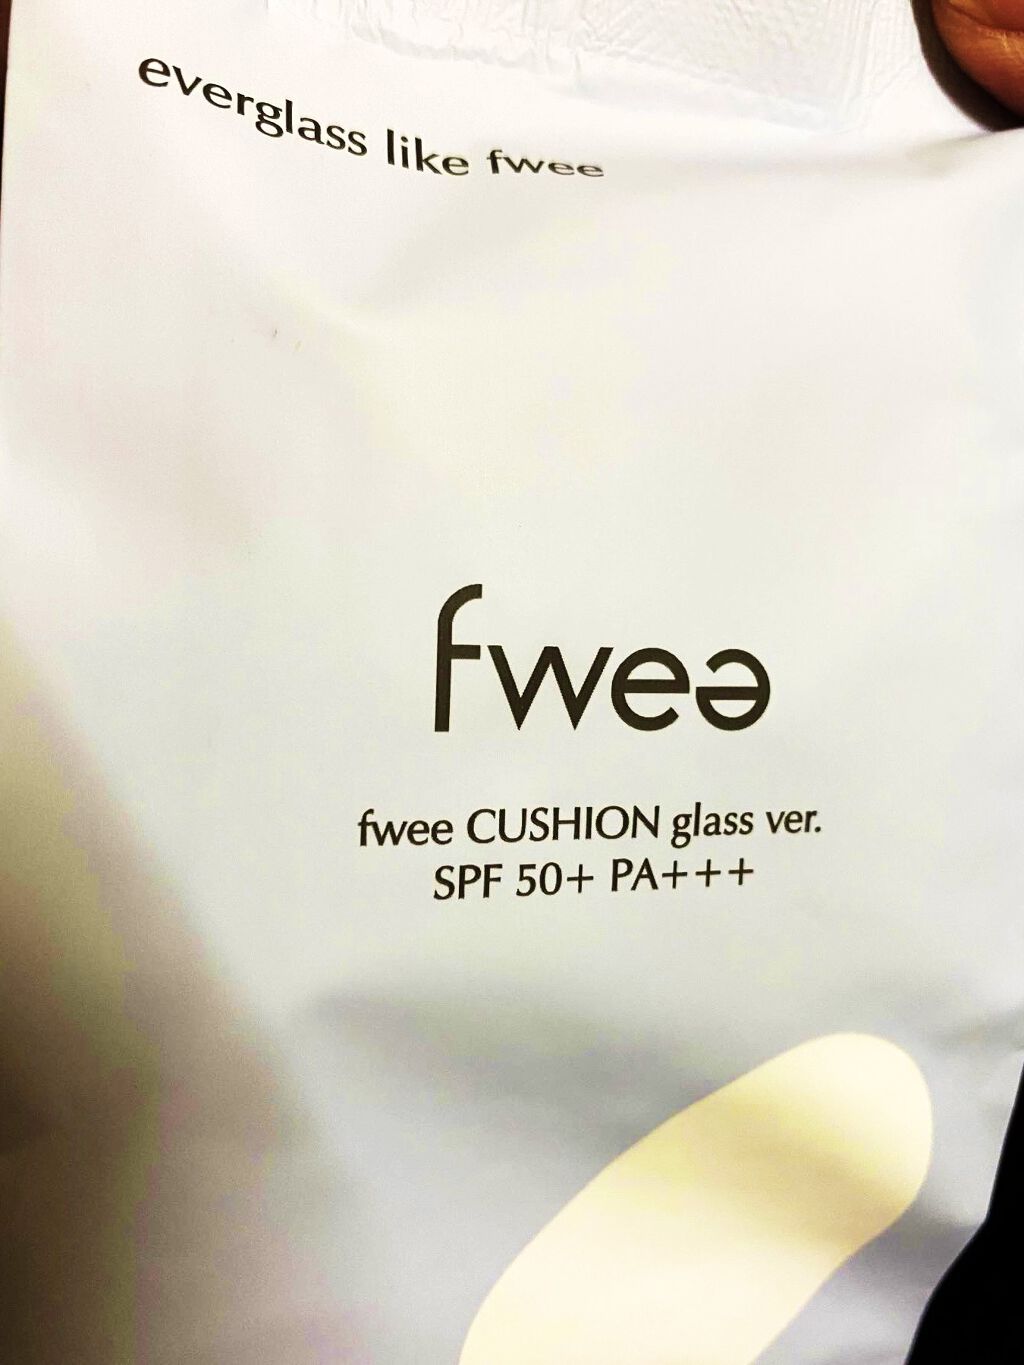 everglass like fwee
fwee
fwee CUSHION glass ver.
SPF 50+ PA+++